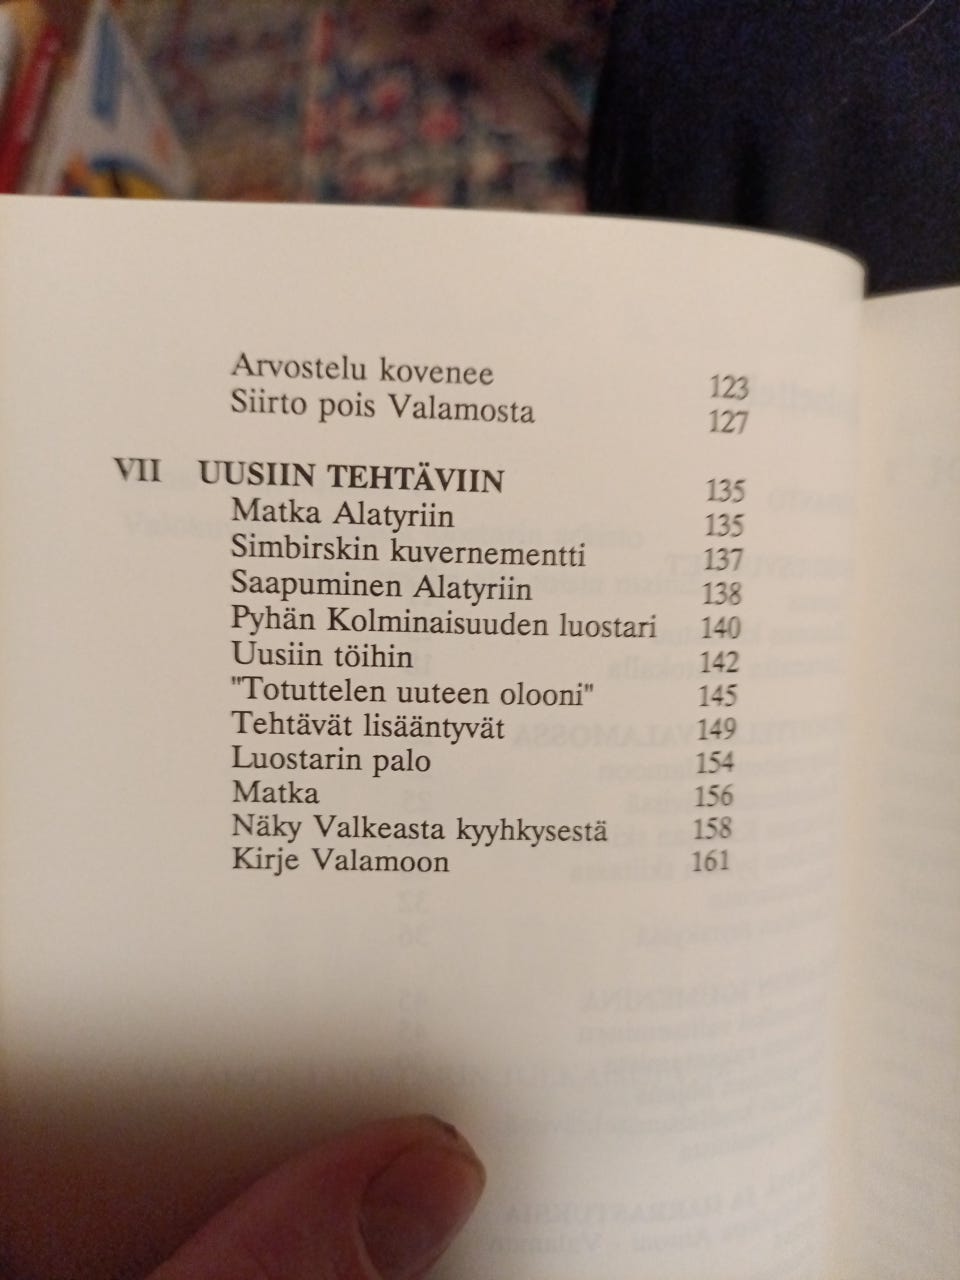 Arvostelu kovenee 123
Siirto pois Valamosta 127
VII UUSIIN TEHTÄVIIN 135
Matka Alatyriin 135
Simbirskin kuvernementti 137
Saapuminen Alatyriin 138
Pyhän Kolminaisuuden luostari 140
Uusiin töihin 142
"Totuttelen uuteen olooni" 145
Tehtävät lisääntyvät 149
Luostarin palo 154
Matka 156
Näky Valkeasta kyyhkysestä 158
Kirje Valamoon 161